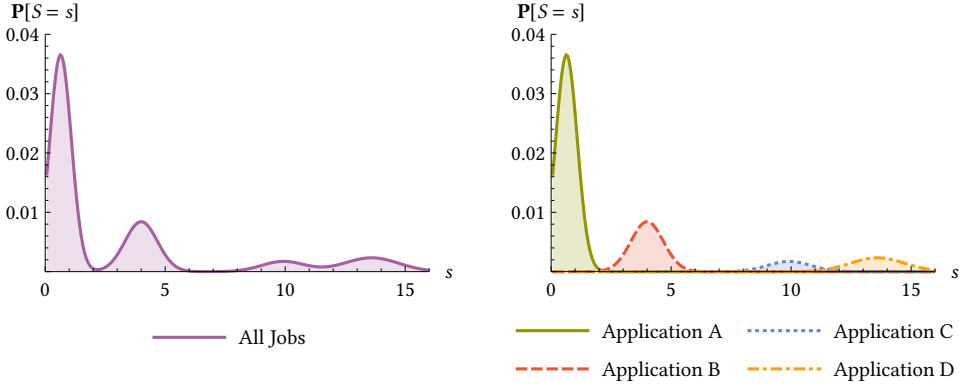 P[S = s]
0.04
0.03
0.02
0.01
0 5 10 15
s
All Jobs
P[S = s]
0.04
0.03
0.02
0.01
0 5 10 15
s
Application A
Application C
Application B
Application D